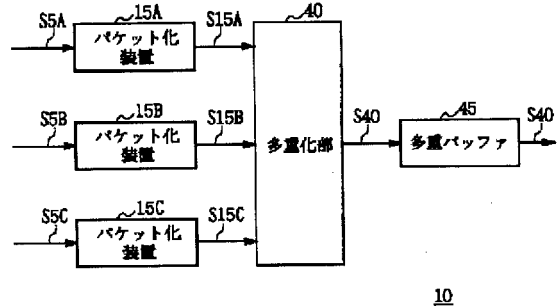 S5A
15A
パケット化
装置
S15A
40
多重化部
S5B
15B
パケット化
装置
S15B
S40
45
多重バッファ
S40
S5C
15C
パケット化
装置
S15C
10